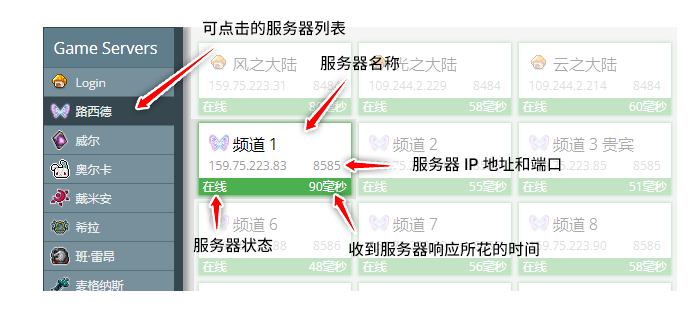 可点击的服务器列表
Game Servers
Login
路西德
威尔
奥尔卡
戴米安
希拉
班·雷昂
麦格纳斯
风之大陆
159.75.223.31 8484
在线
服务器名称
光之大陆
109.244.2.229 8484
在线 58毫秒
云之大陆
109.244.2.214 8484
在线 60毫秒
频道 1
159.75.223.83 8585
在线 90毫秒
频道 2
在线 55毫秒
频道 3 贵宾
8585
在线 51毫秒
服务器 IP 地址和端口
频道 6
8586
在线 48毫秒
频道 7
8586
在线 56毫秒
频道 8
159.75.223.90 8586
在线 58毫秒
服务器状态
收到服务器响应所花的时间